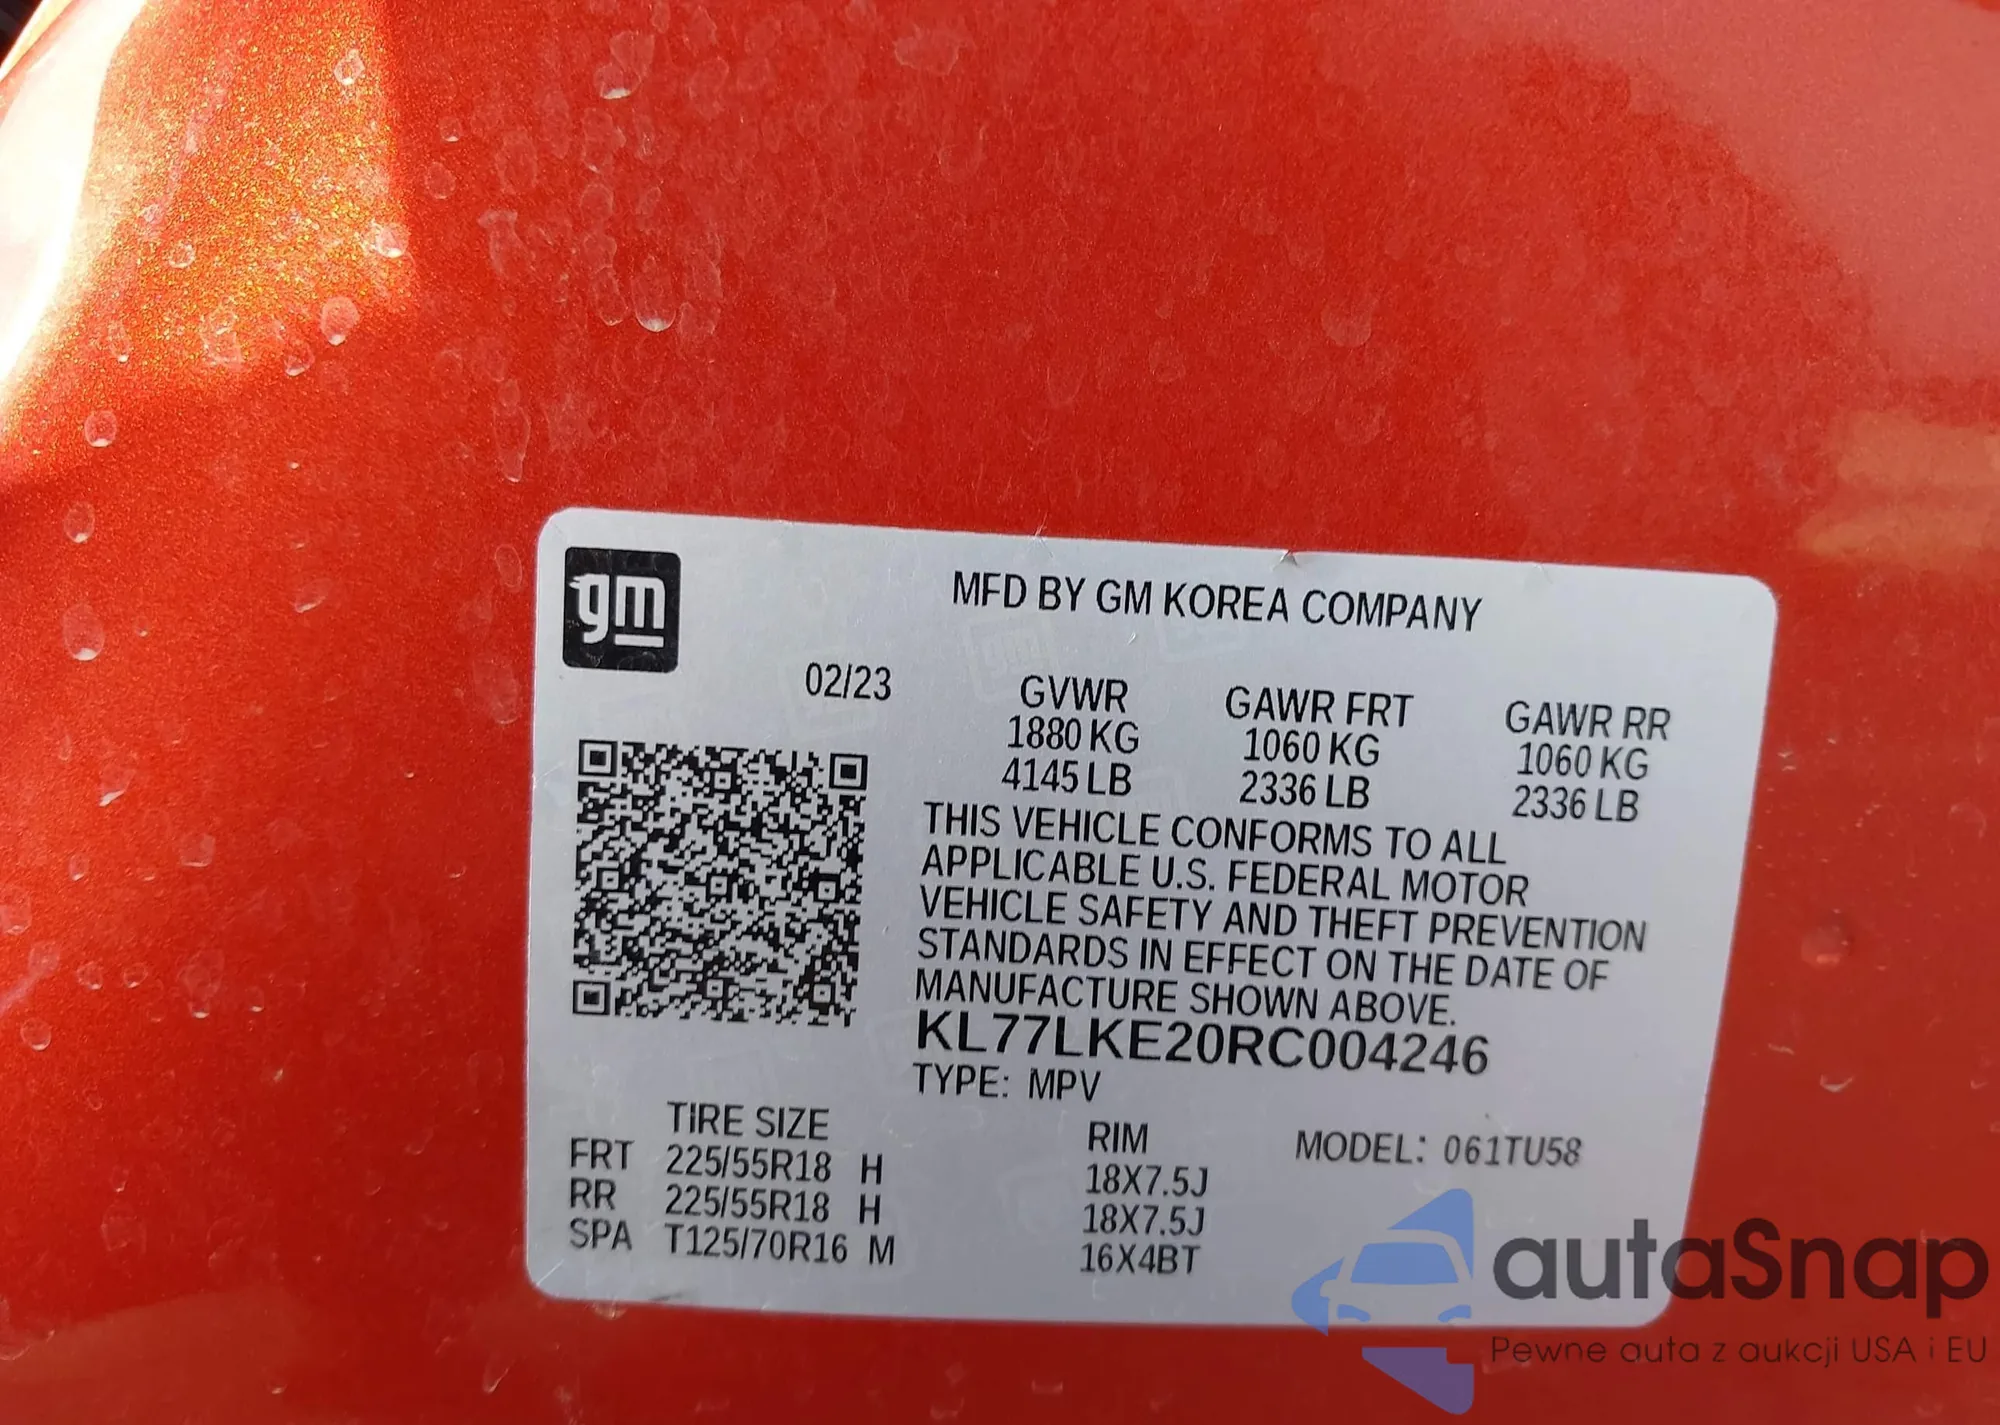 gm
MFD BY GM KOREA COMPANY
02/23
GVWR GAWR FRT GAWR RR
1880 KG 1060 KG 1060 KG
4145 LB 2336 LB 2336 LB
THIS VEHICLE CONFORMS TO ALL
APPLICABLE U.S. FEDERAL MOTOR
VEHICLE SAFETY AND THEFT PREVENTION
STANDARDS IN EFFECT ON THE DATE OF
MANUFACTURE SHOWN ABOVE.
KL77LKE20RC004246
TYPE: MPV
TIRE SIZE RIM MODEL: 061TU58
FRT 225/55R18 H 18X7.5J
RR 225/55R18 H 18X7.5J
SPA T125/70R16 M 16X4BT
autaSnap
Pewne auta z aukcji USA i EU